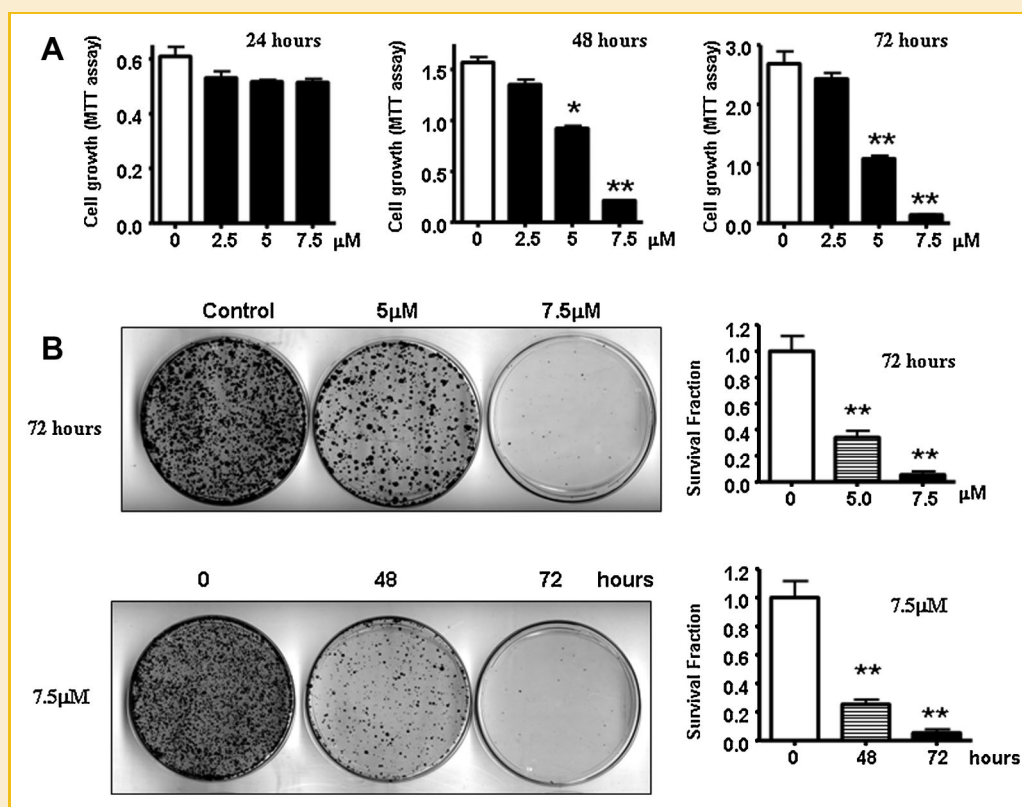 A
24 hours
Cell growth (MTT assay)
0.6
0.4
0.2
0.0
0 2.5 5 7.5 μM
48 hours
Cell growth (MTT assay)
1.5
1.0
0.5
0.0
*
**
0 2.5 5 7.5 μM
72 hours
Cell growth (MTT assay)
3.0
2.0
1.0
0.0
**
**
0 2.5 5 7.5 μM
B
Control 5μM 7.5μM
72 hours
72 hours
Survival Fraction
1.2
1.0
0.8
0.6
0.4
0.2
0.0
**
**
0 5.0 7.5 μM
0 48 72 hours
7.5μM
7.5μM
Survival Fraction
1.2
1.0
0.8
0.6
0.4
0.2
0.0
**
**
0 48 72 hours